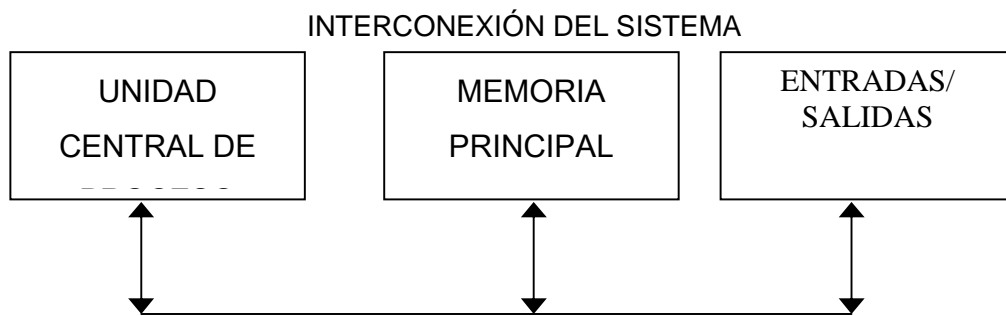 INTERCONEXIÓN DEL SISTEMA
UNIDAD
CENTRAL DE
MEMORIA
PRINCIPAL
ENTRADAS/
SALIDAS